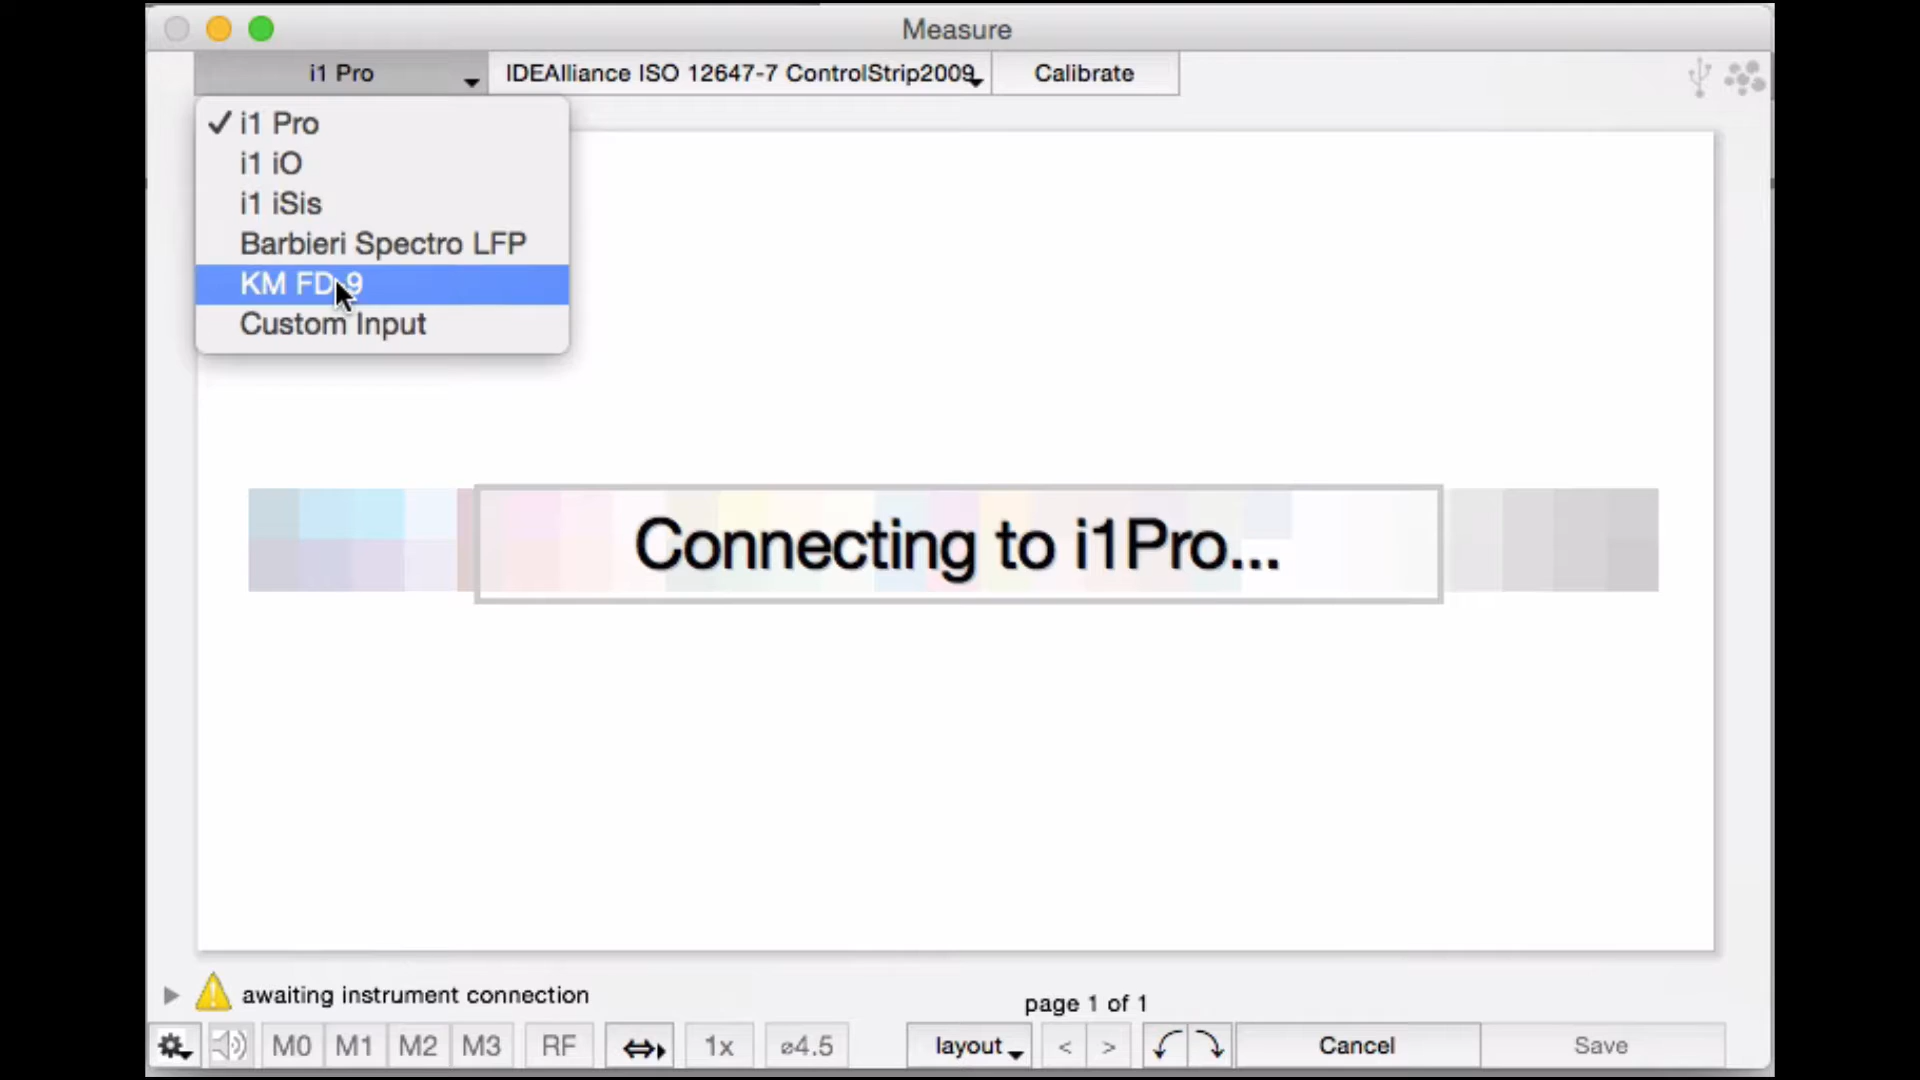 Measure
i1 Pro
IDEAlliance ISO 12647-7 ControlStrip2009
Calibrate
✓ i1 Pro
i1 iO
i1 iSis
Barbieri Spectro LFP
KM FD-9
Custom Input
Connecting to i1Pro...
awaiting instrument connection
page 1 of 1
M0 M1 M2 M3 RF 1x ⌀4.5 layout < > Cancel Save